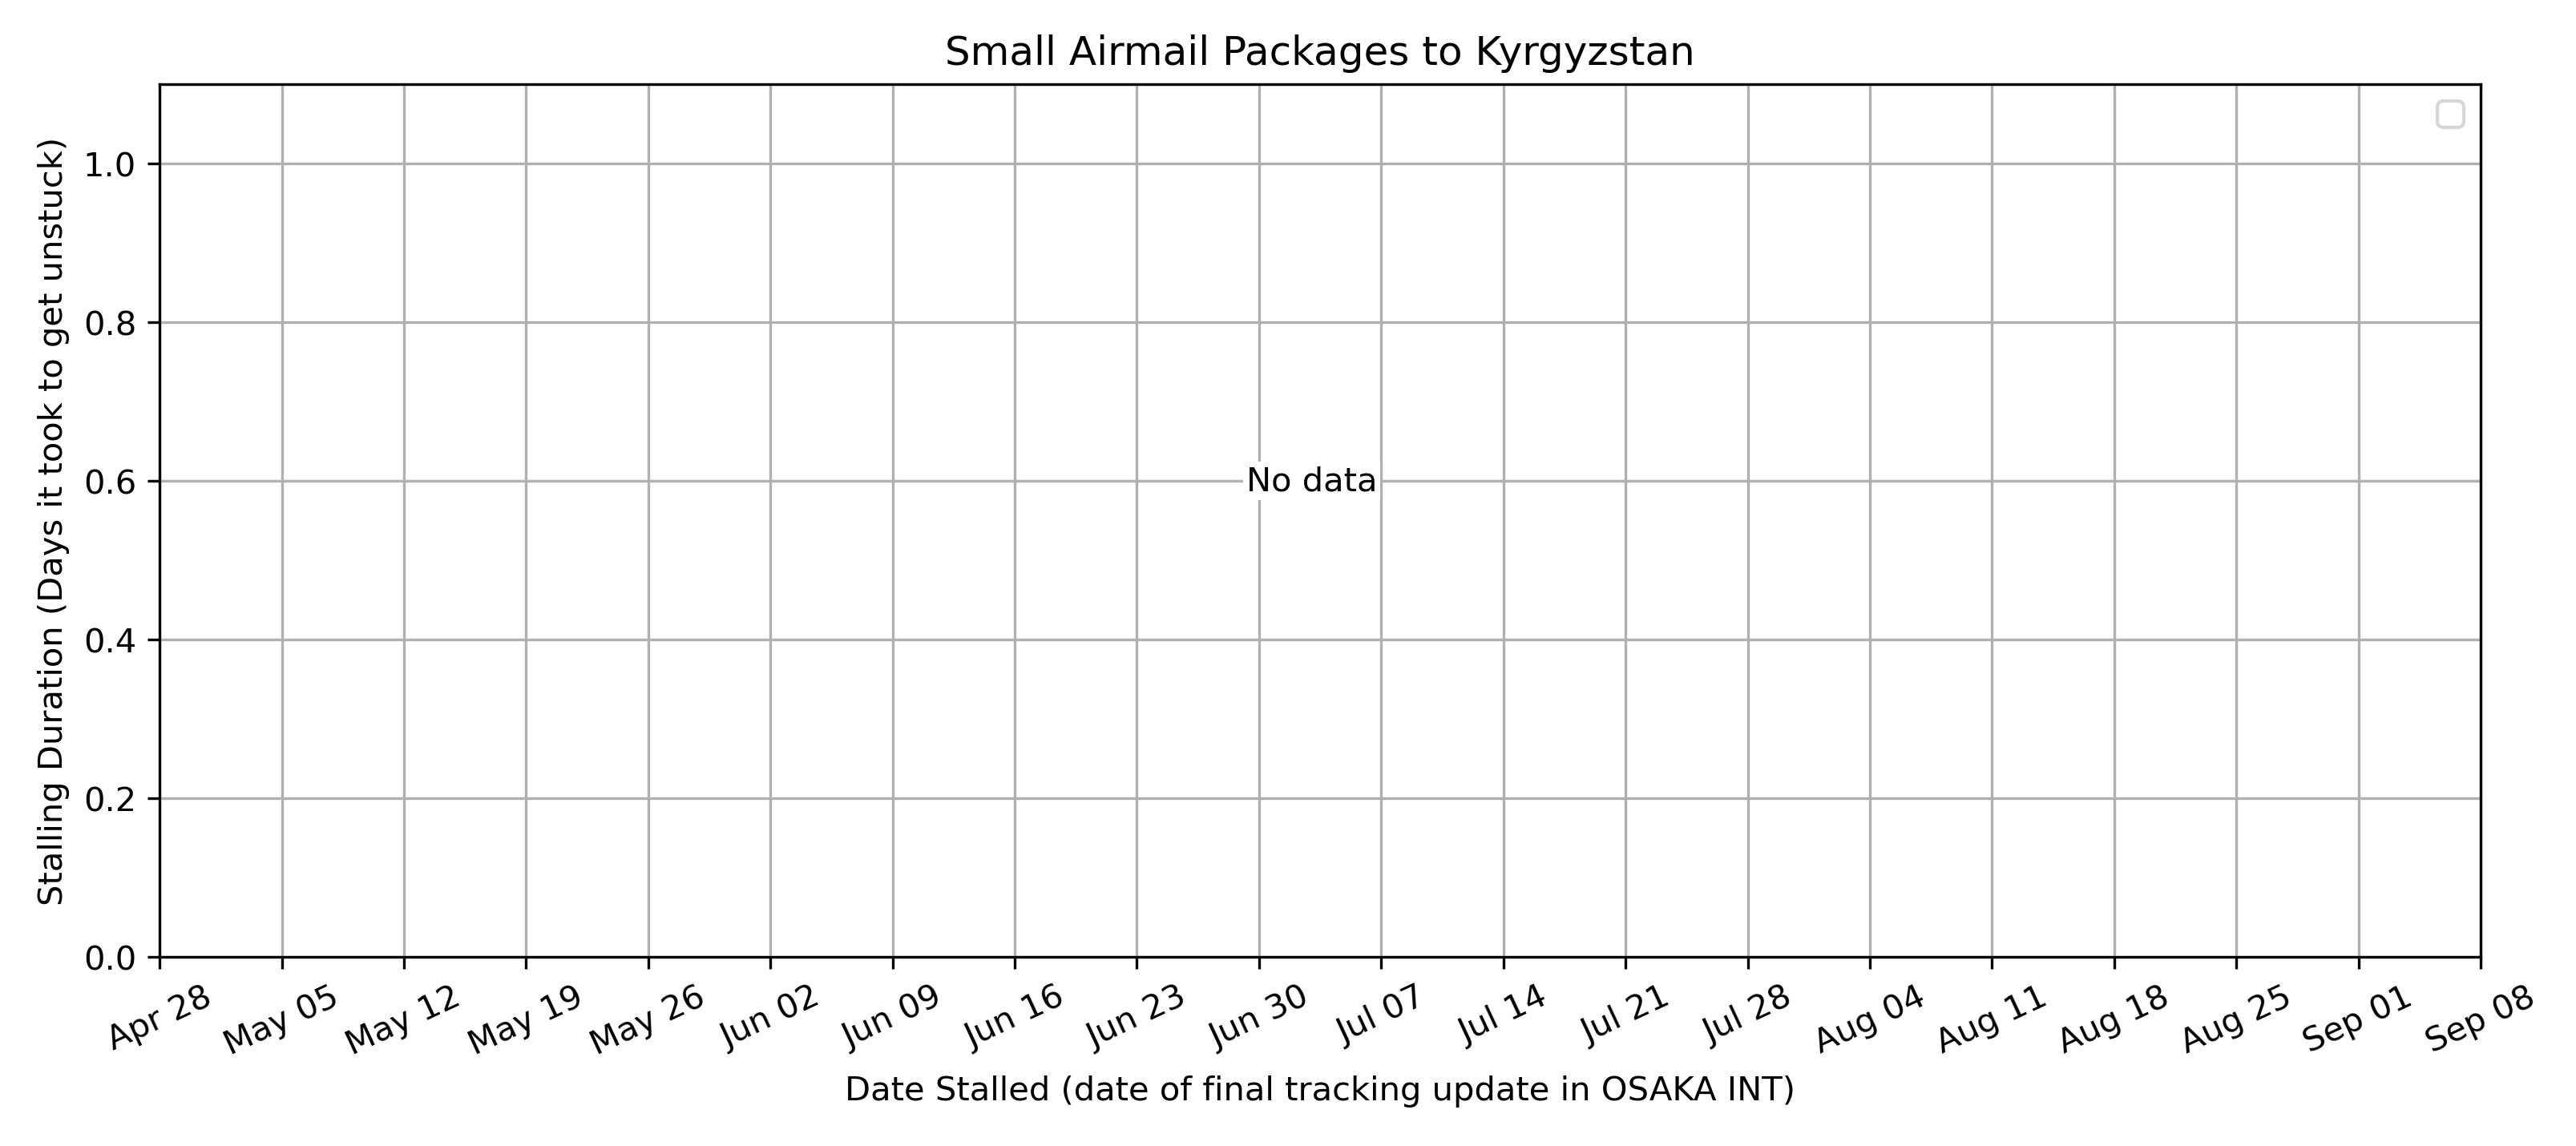 Small Airmail Packages to Kyrgyzstan
Stalling Duration (Days it took to get unstuck)
1.0
0.8
0.6
0.4
0.2
0.0
No data
Apr 28 May 05 May 12 May 19 May 26 Jun 02 Jun 09 Jun 16 Jun 23 Jun 30 Jul 07 Jul 14 Jul 21 Jul 28 Aug 04 Aug 11 Aug 18 Aug 25 Sep 01 Sep 08
Date Stalled (date of final tracking update in OSAKA INT)